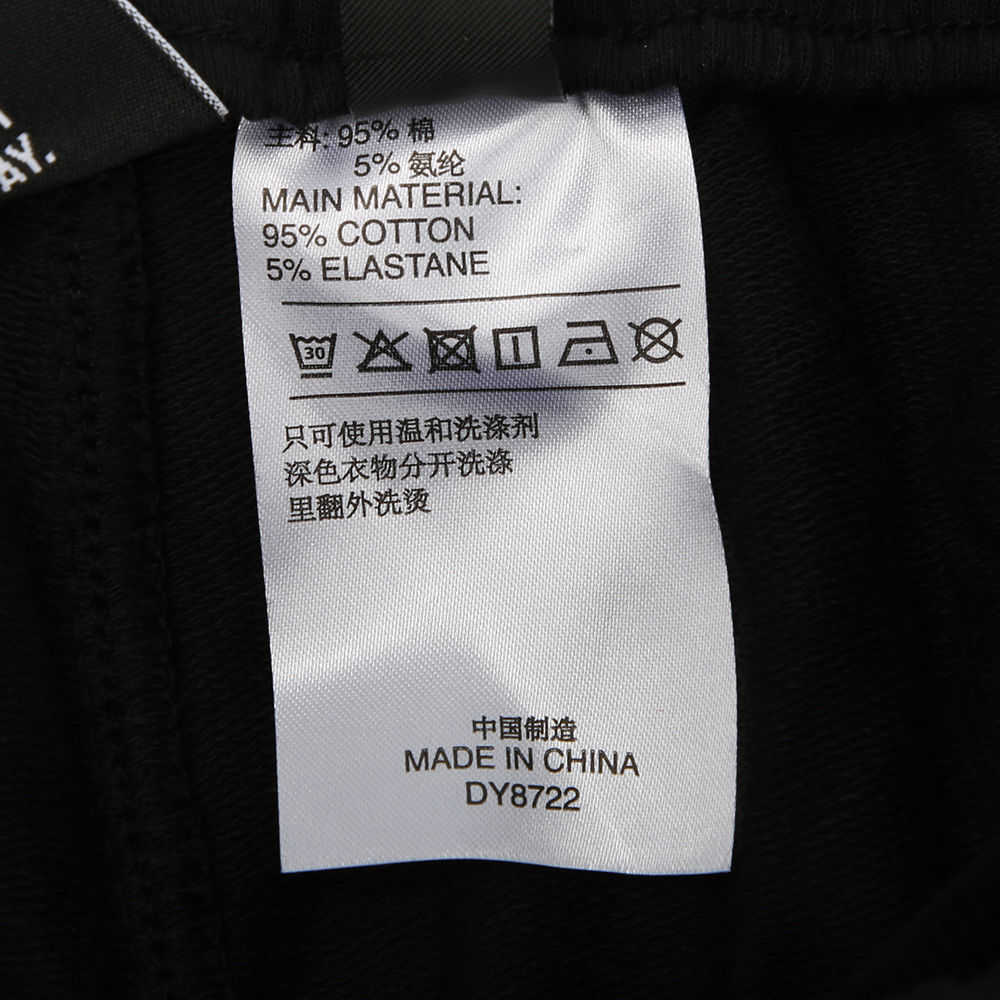 AY.
主料: 95% 棉
5% 氨纶
MAIN MATERIAL:
95% COTTON
5% ELASTANE
30
只可使用温和洗涤剂
深色衣物分开洗涤
里翻外洗烫
中国制造
MADE IN CHINA
DY8722